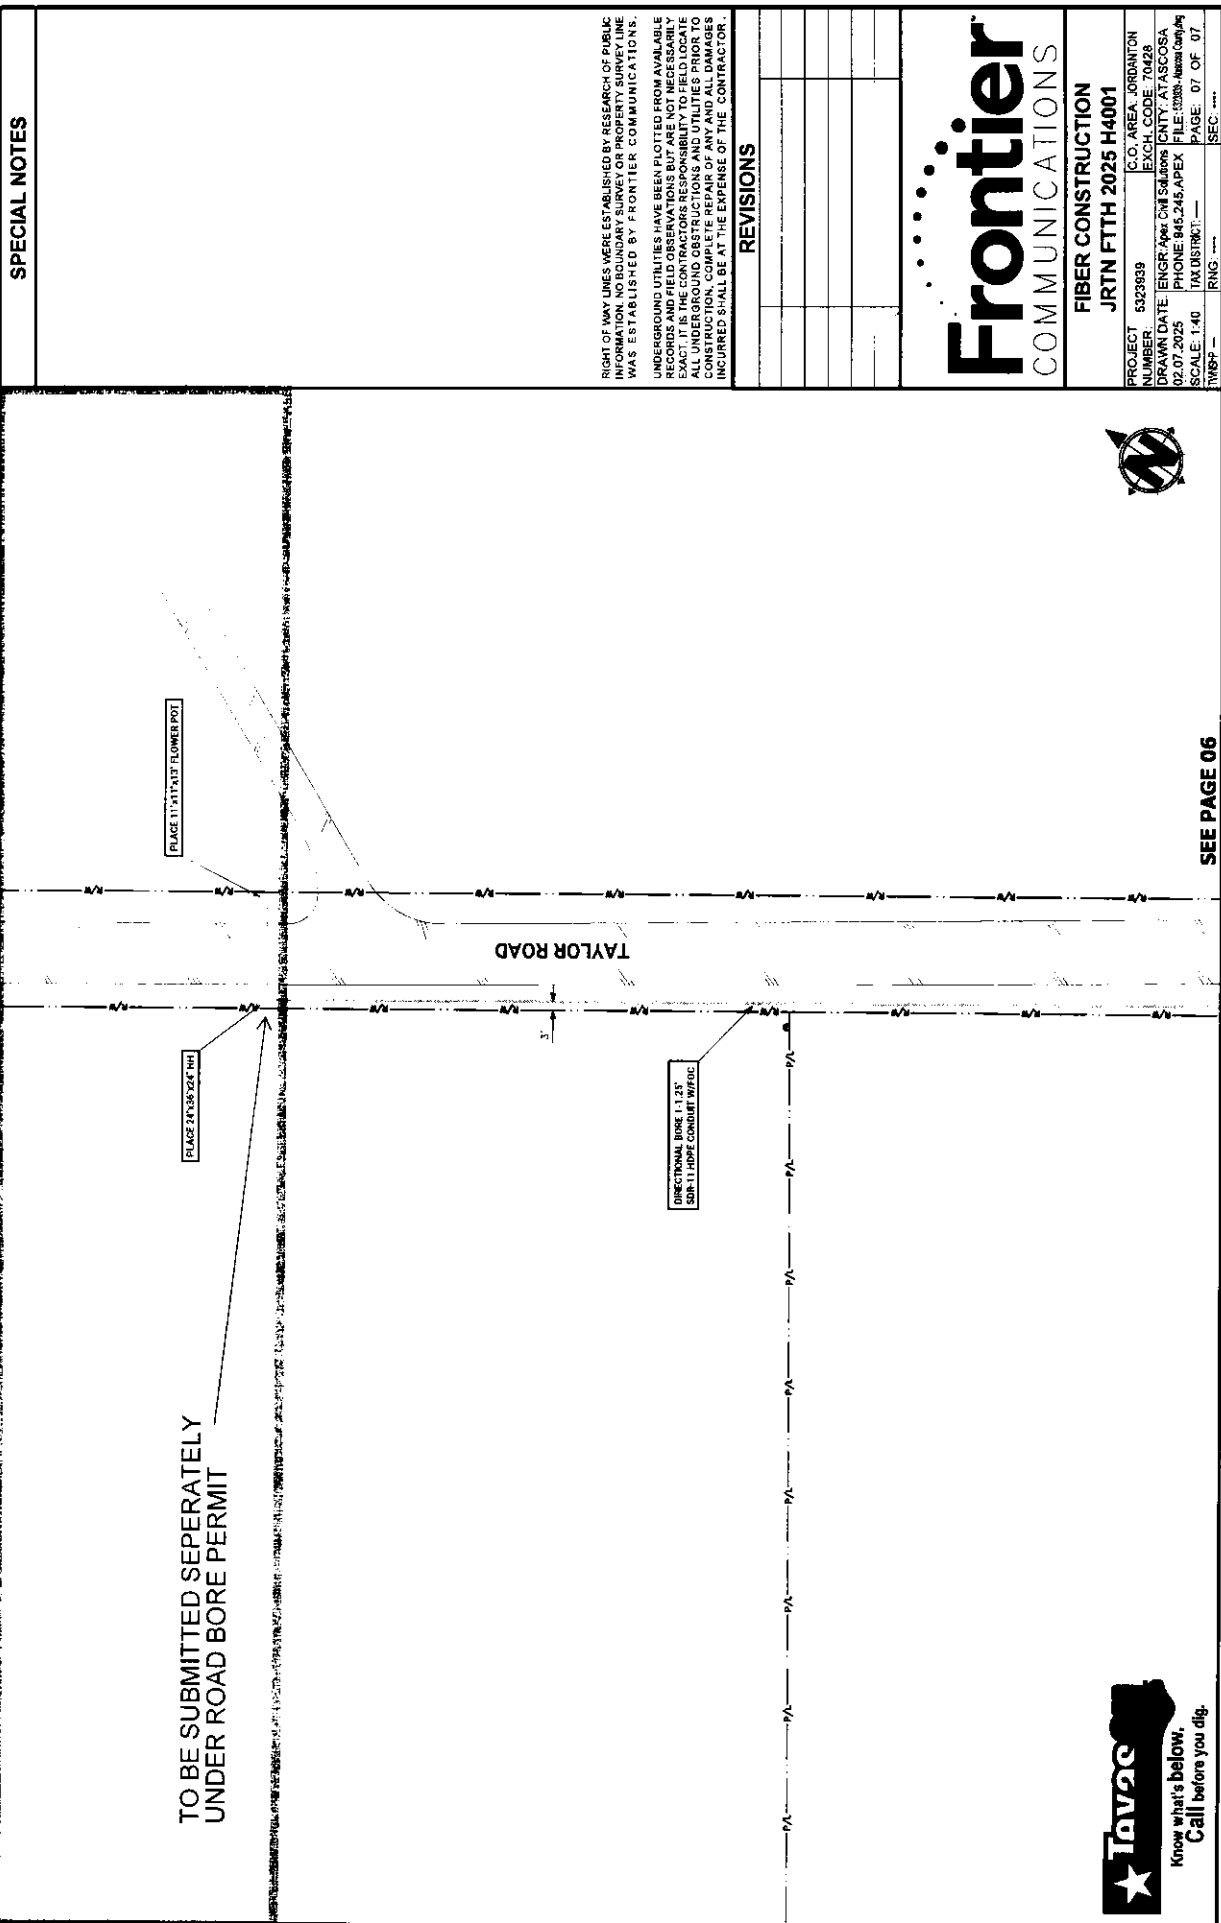 SPECIAL NOTES
RIGHT OF WAY LINES WERE ESTABLISHED BY RESEARCH OF PUBLIC
INFORMATION. NO BOUNDARY SURVEY OR PROPERTY SURVEY LINE
WAS ESTABLISHED BY FRONTIER COMMUNICATIONS.
UNDERGROUND UTILITIES HAVE BEEN PLOTTED FROM AVAILABLE
RECORDS AND FIELD OBSERVATIONS BUT ARE NOT NECESSARILY
EXACT. IT IS THE CONTRACTORS RESPONSIBILITY TO FIELD LOCATE
ALL UNDERGROUND OBSTRUCTIONS AND UTILITIES PRIOR TO
CONSTRUCTION. COMPLETE REPAIR OF ANY AND ALL DAMAGES
INCURRED SHALL BE AT THE EXPENSE OF THE CONTRACTOR.
REVISIONS
Frontier
COMMUNICATIONS
FIBER CONSTRUCTION
JRTN FTTH 2025 H4001
PROJECT NUMBER: 5323939
C.O. AREA: JORDANTON
EXCH. CODE: 70428
DRAWN DATE: 02.07.2025
ENGR: Apex Civil Solutions
CNTY: ATASCOSA
PHONE: 945.245.APEX
FILE: 5323939 - Atascosa County.dwg
SCALE: 1:40
TAX DISTRICT: —
PAGE: 07 OF 07
TWSP —
RNG: ----
SEC: ----
TO BE SUBMITTED SEPERATELY
UNDER ROAD BORE PERMIT
PLACE 24"x36"x24" HH
PLACE 11"x11"x13" FLOWER POT
R/W
R/W
R/W
R/W
R/W
R/W
R/W
R/W
R/W
TAYLOR ROAD
R/W
R/W
R/W
R/W
R/W
R/W
R/W
R/W
R/W
3'
DIRECTIONAL BORE 1-1.25"
SDR-11 HDPE CONDUIT W/FOC
P/L
P/L
P/L
P/L
P/L
P/L
P/L
P/L
N
SEE PAGE 06
Texas
Know what's below.
Call before you dig.